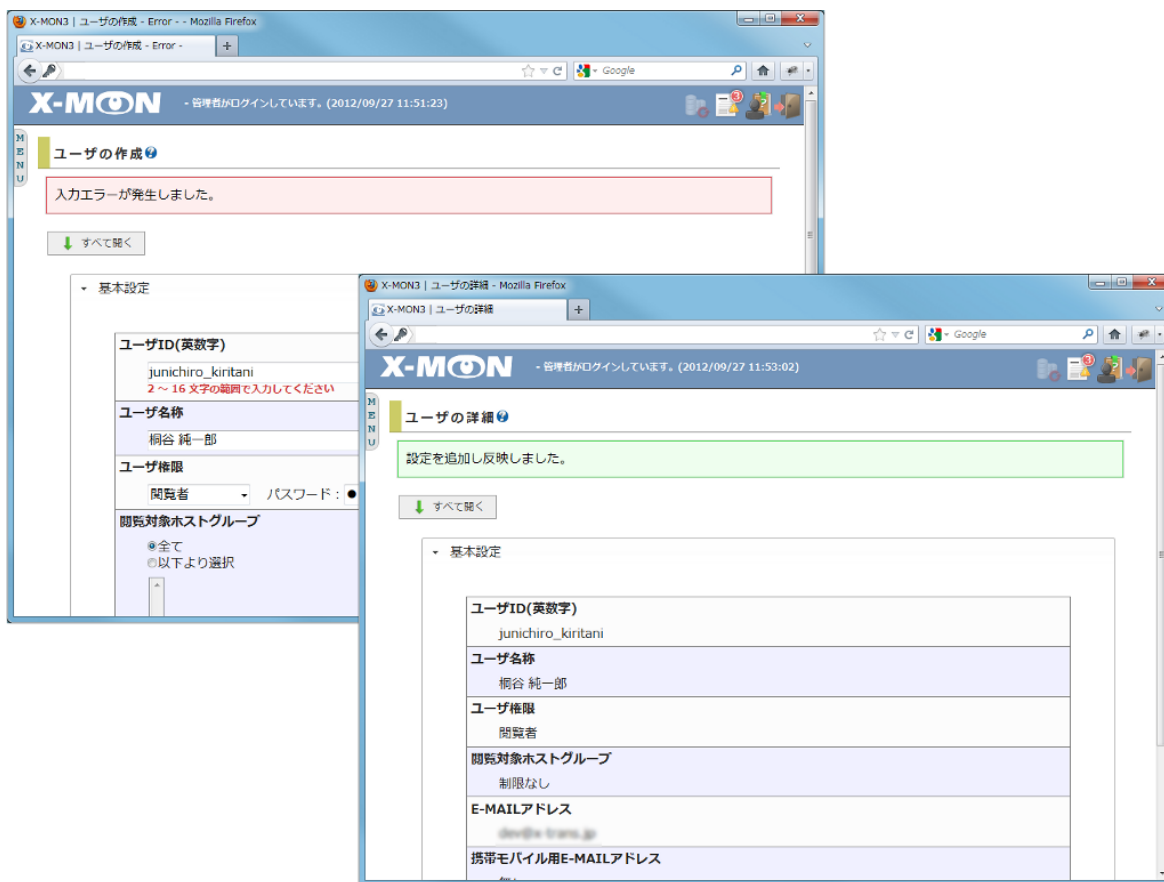 X-MON3 | ユーザの作成 - Error - - Mozilla Firefox
X-MON3 | ユーザの作成 - Error -
Google
X-MON - 管理者がログインしています。(2012/09/27 11:51:23)
3
MENU
ユーザの作成
入力エラーが発生しました。
すべて開く
基本設定
ユーザID(英数字)
junichiro_kiritani
2 ～ 16 文字の範囲で入力してください
ユーザ名称
桐谷 純一郎
ユーザ権限
閲覧者 パスワード：
閲覧対象ホストグループ
全て
以下より選択
X-MON3 | ユーザの詳細 - Mozilla Firefox
X-MON3 | ユーザの詳細
Google
X-MON - 管理者がログインしています。(2012/09/27 11:53:02)
3
MENU
ユーザの詳細
設定を追加し反映しました。
すべて開く
基本設定
ユーザID(英数字)
junichiro_kiritani
ユーザ名称
桐谷 純一郎
ユーザ権限
閲覧者
閲覧対象ホストグループ
制限なし
E-MAILアドレス
携帯モバイル用E-MAILアドレス